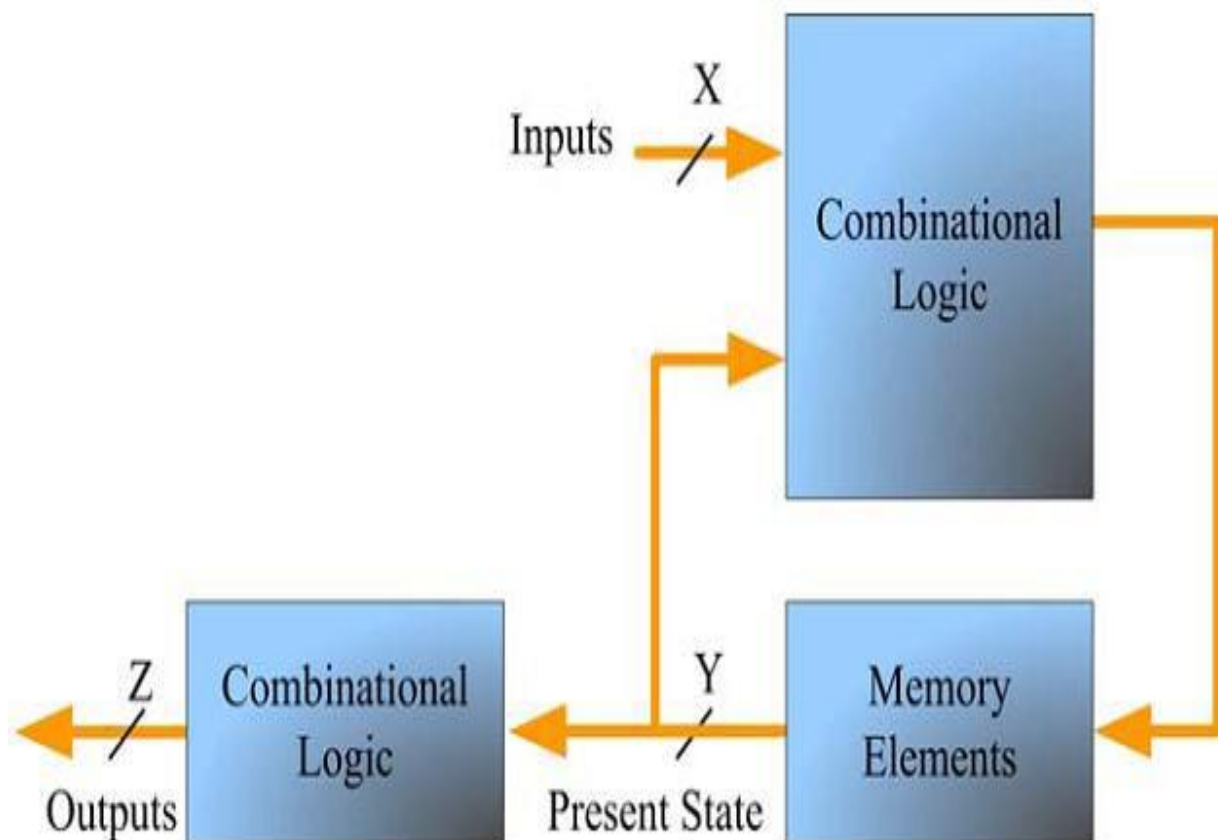 X
Inputs
Combinational
Logic
Z
Combinational
Logic
Outputs
Y
Present State
Memory
Elements